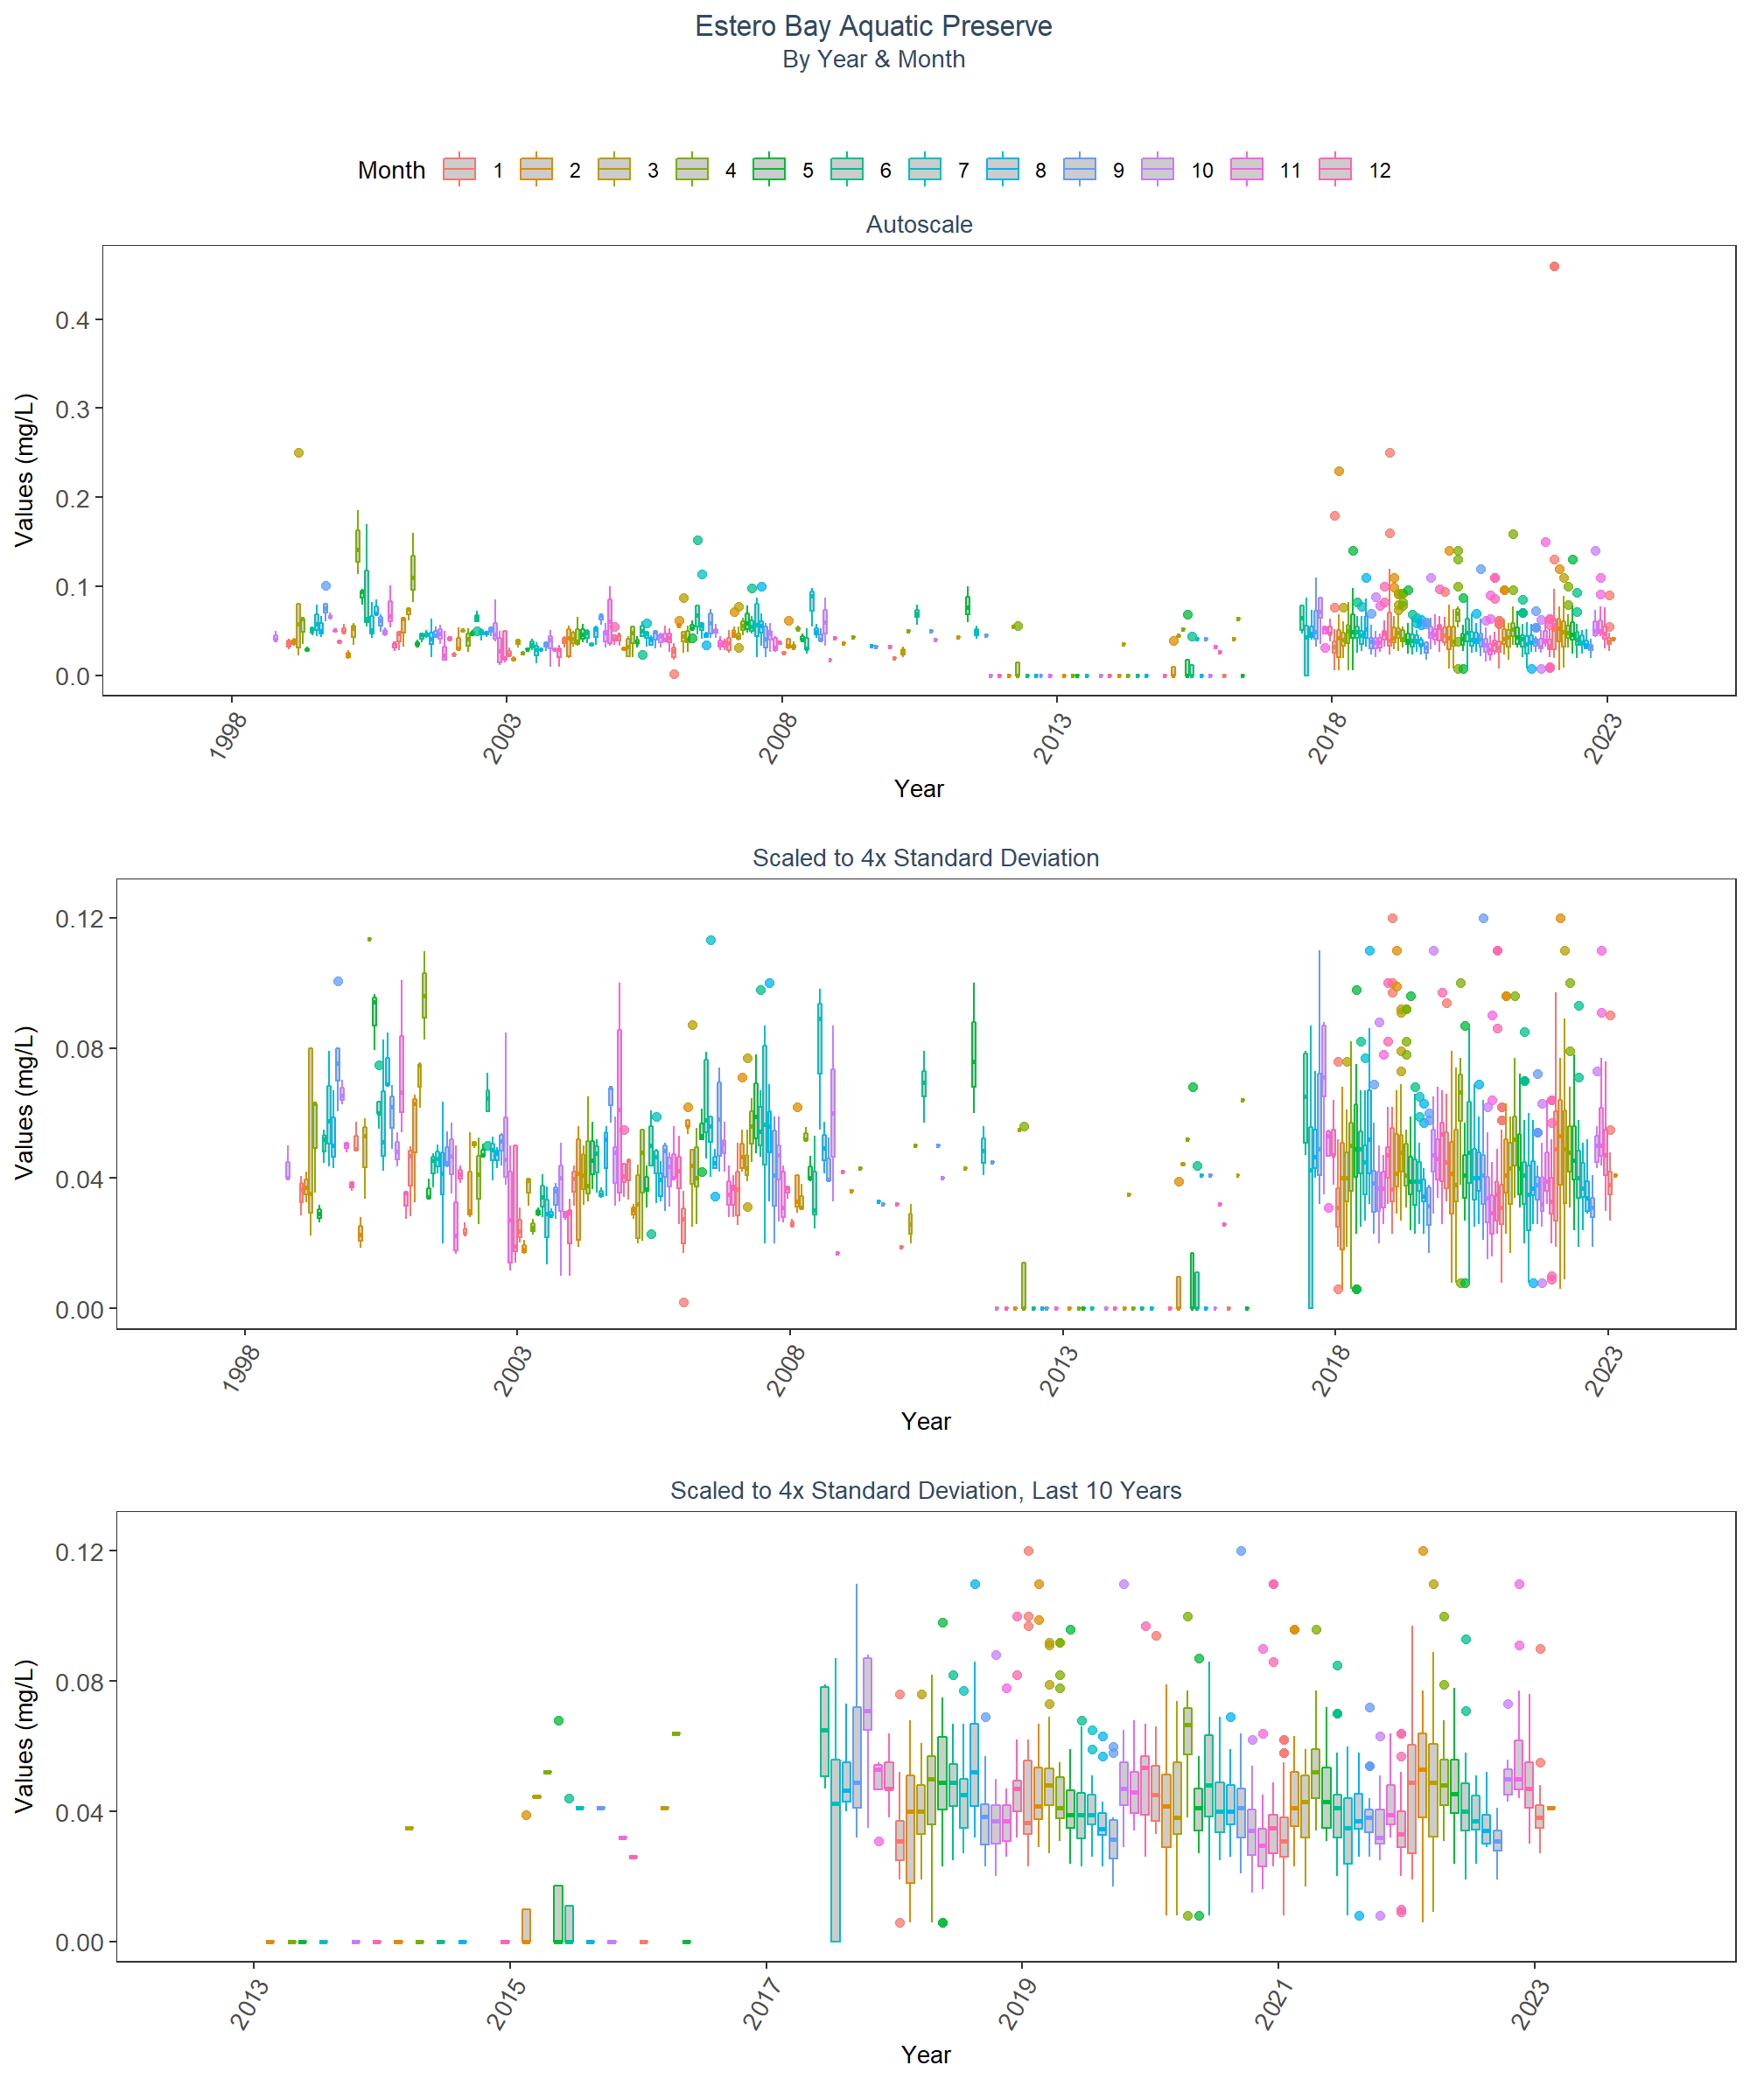 Estero Bay Aquatic Preserve
By Year & Month
Month 1 2 3 4 5 6 7 8 9 10 11 12
Autoscale
Values (mg/L)
0.4
0.3
0.2
0.1
0.0
1998 2003 2008 2013 2018 2023
Year
Scaled to 4x Standard Deviation
Values (mg/L)
0.12
0.08
0.04
0.00
1998 2003 2008 2013 2018 2023
Year
Scaled to 4x Standard Deviation, Last 10 Years
Values (mg/L)
0.12
0.08
0.04
0.00
2013 2015 2017 2019 2021 2023
Year